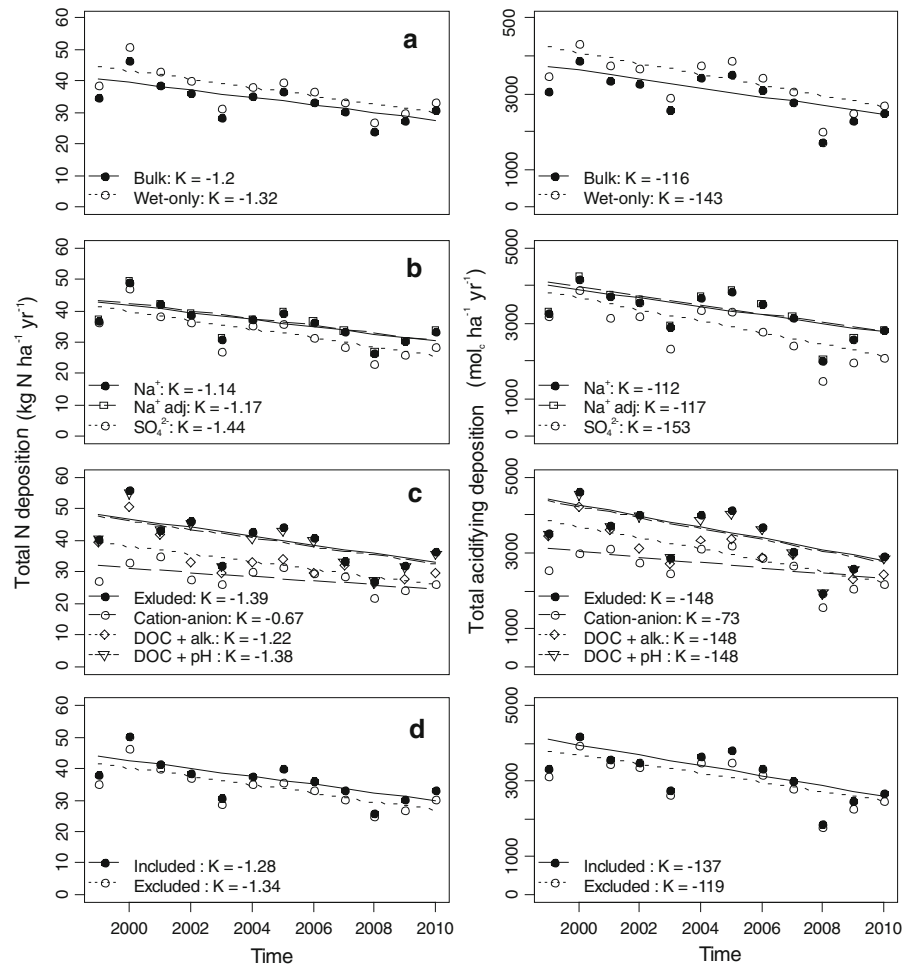 a
60
50
40
30
20
10
0
Bulk: K = -1.2
Wet-only: K = -1.32
5000
3000
1000
0
Bulk: K = -116
Wet-only: K = -143
b
60
50
40
30
20
10
0
Na⁺: K = -1.14
Na⁺ adj: K = -1.17
SO₄²⁻: K = -1.44
5000
3000
1000
0
Na⁺: K = -112
Na⁺ adj: K = -117
SO₄²⁻: K = -153
Total N deposition (kg N ha⁻¹ yr⁻¹)
Total acidifying deposition (mol꜀ ha⁻¹ yr⁻¹)
c
60
50
40
30
20
10
0
Exluded: K = -1.39
Cation-anion: K = -0.67
DOC + alk.: K = -1.22
DOC + pH : K = -1.38
5000
3000
1000
0
Exluded: K = -148
Cation-anion: K = -73
DOC + alk.: K = -148
DOC + pH: K = -148
d
60
50
40
30
20
10
0
Included : K = -1.28
Excluded : K = -1.34
5000
3000
1000
0
Included : K = -137
Excluded : K = -119
2000 2002 2004 2006 2008 2010
Time
2000 2002 2004 2006 2008 2010
Time